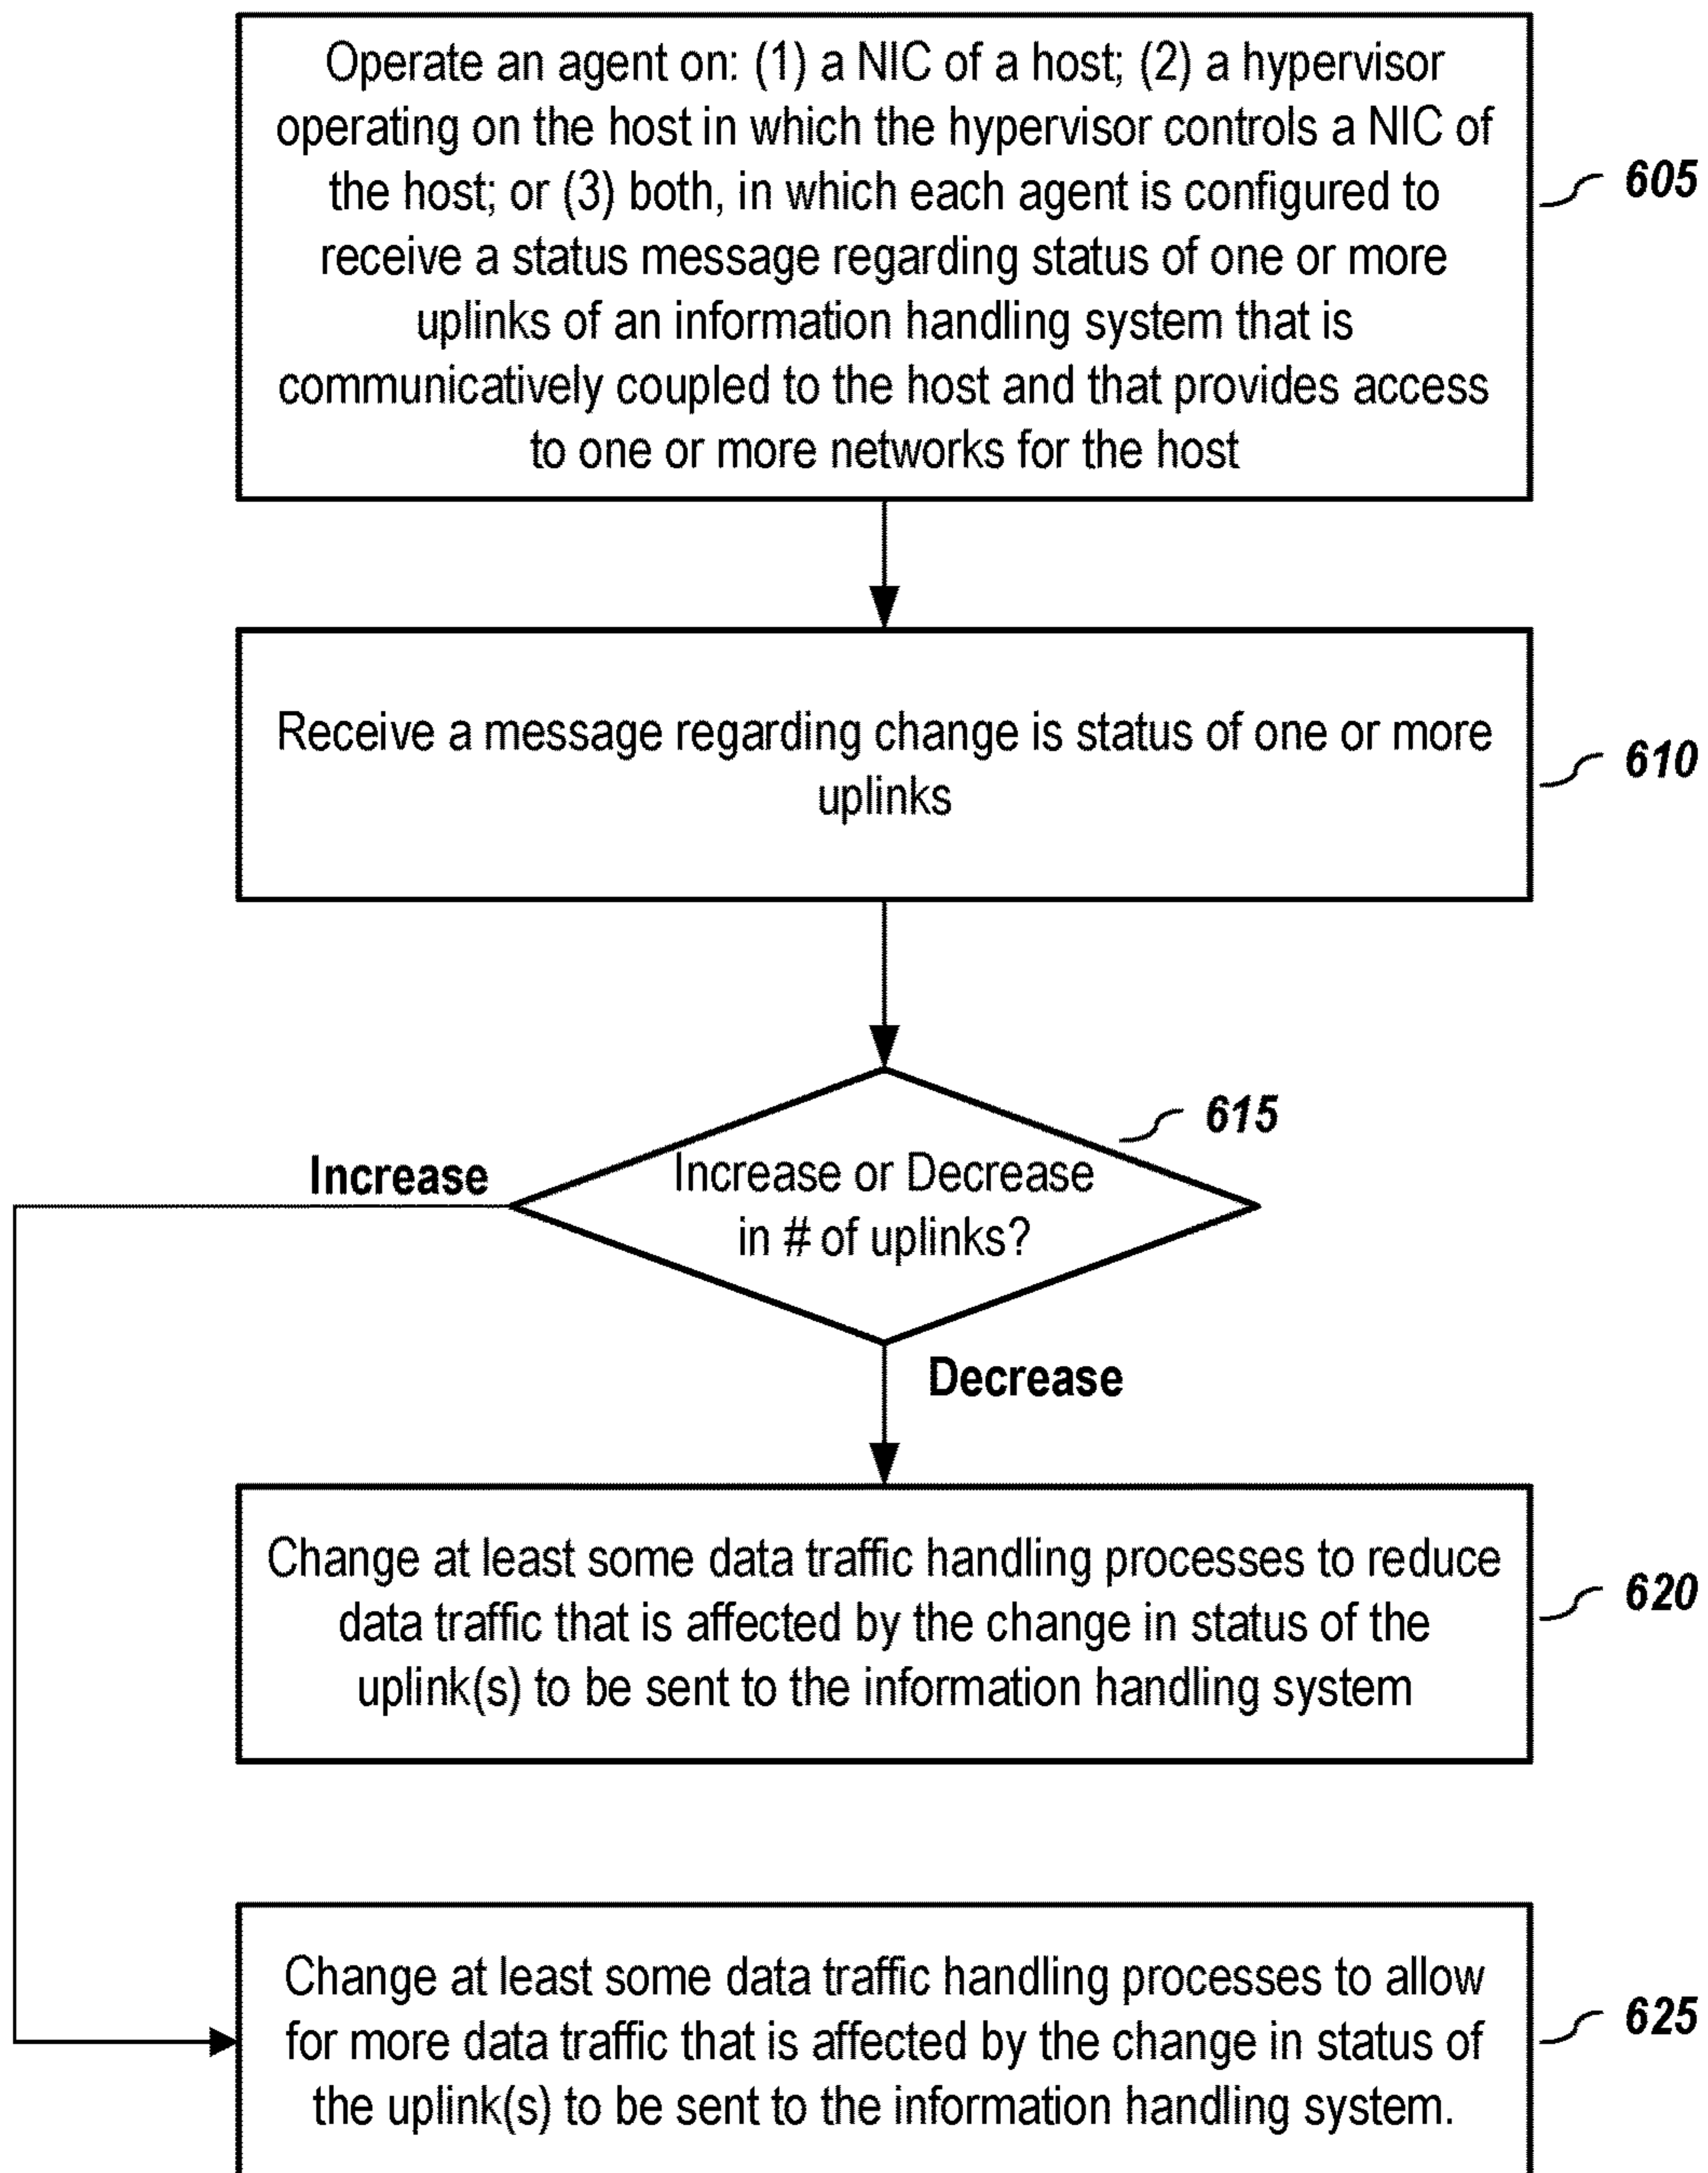 Operate an agent on: (1) a NIC of a host; (2) a hypervisor
operating on the host in which the hypervisor controls a NIC of
the host; or (3) both, in which each agent is configured to
receive a status message regarding status of one or more
uplinks of an information handling system that is
communicatively coupled to the host and that provides access
to one or more networks for the host
605
Receive a message regarding change is status of one or more
uplinks
610
615
Increase
Increase or Decrease
in # of uplinks?
Decrease
Change at least some data traffic handling processes to reduce
data traffic that is affected by the change in status of the
uplink(s) to be sent to the information handling system
620
Change at least some data traffic handling processes to allow
for more data traffic that is affected by the change in status of
the uplink(s) to be sent to the information handling system.
625